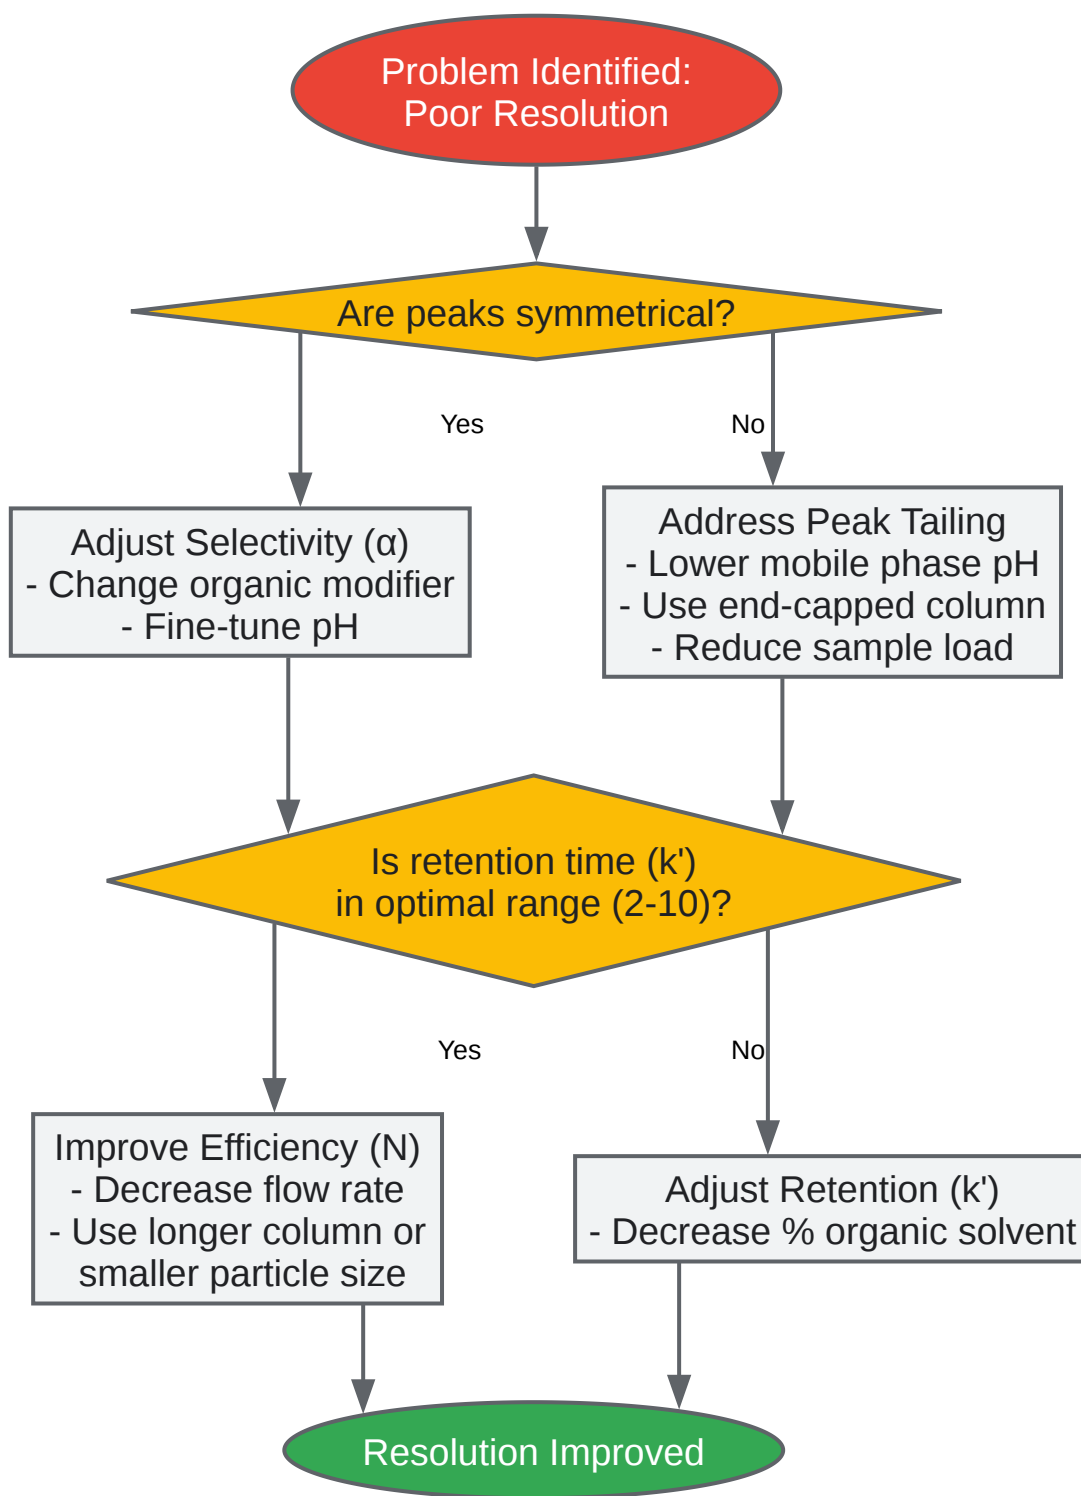 Problem Identified:
Poor Resolution
Are peaks symmetrical?
Yes
No
Adjust Selectivity (α)
- Change organic modifier
- Fine-tune pH
Address Peak Tailing
- Lower mobile phase pH
- Use end-capped column
- Reduce sample load
Is retention time (k')
in optimal range (2-10)?
Yes
No
Improve Efficiency (N)
- Decrease flow rate
- Use longer column or
smaller particle size
Adjust Retention (k')
- Decrease % organic solvent
Resolution Improved